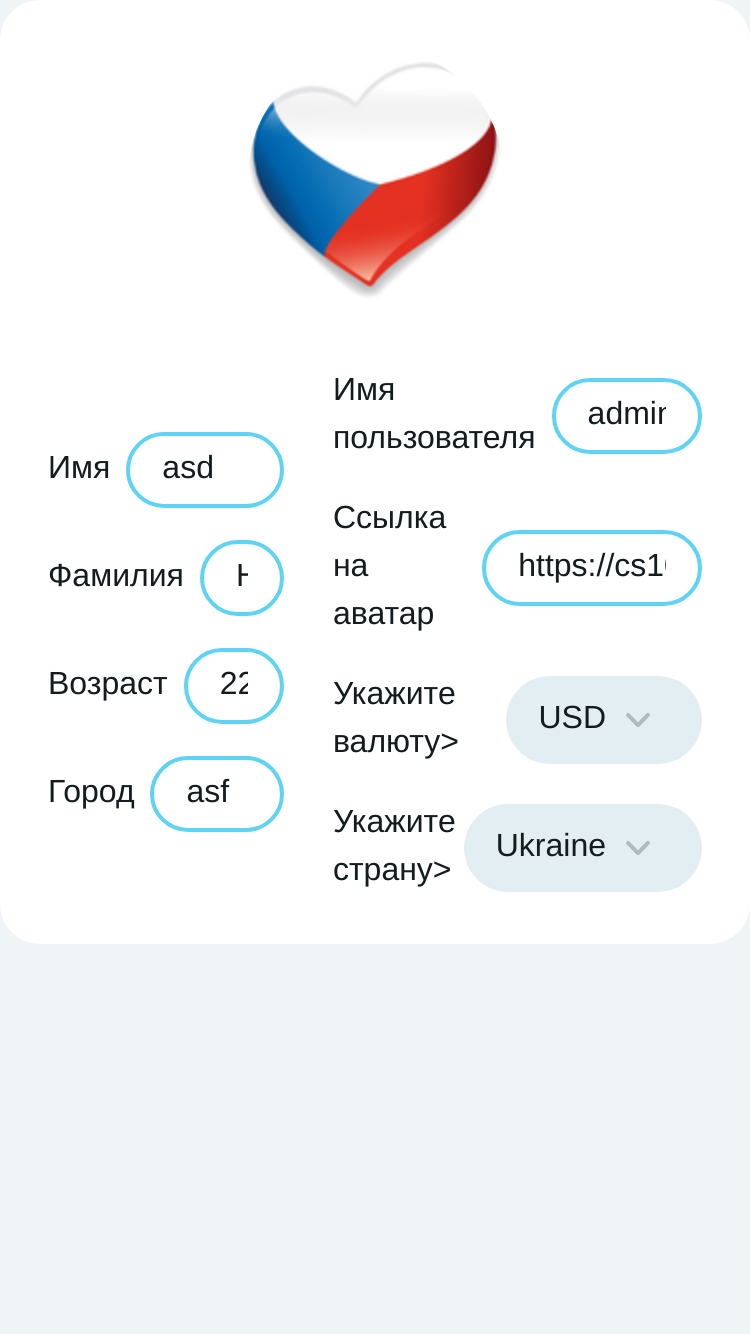 Имя
asd
Фамилия
Возраст
22
Город
asf
Имя
пользователя
Ссылка
на
аватар
https://cs1
Укажите
валюту>
USD
Укажите
страну>
Ukraine